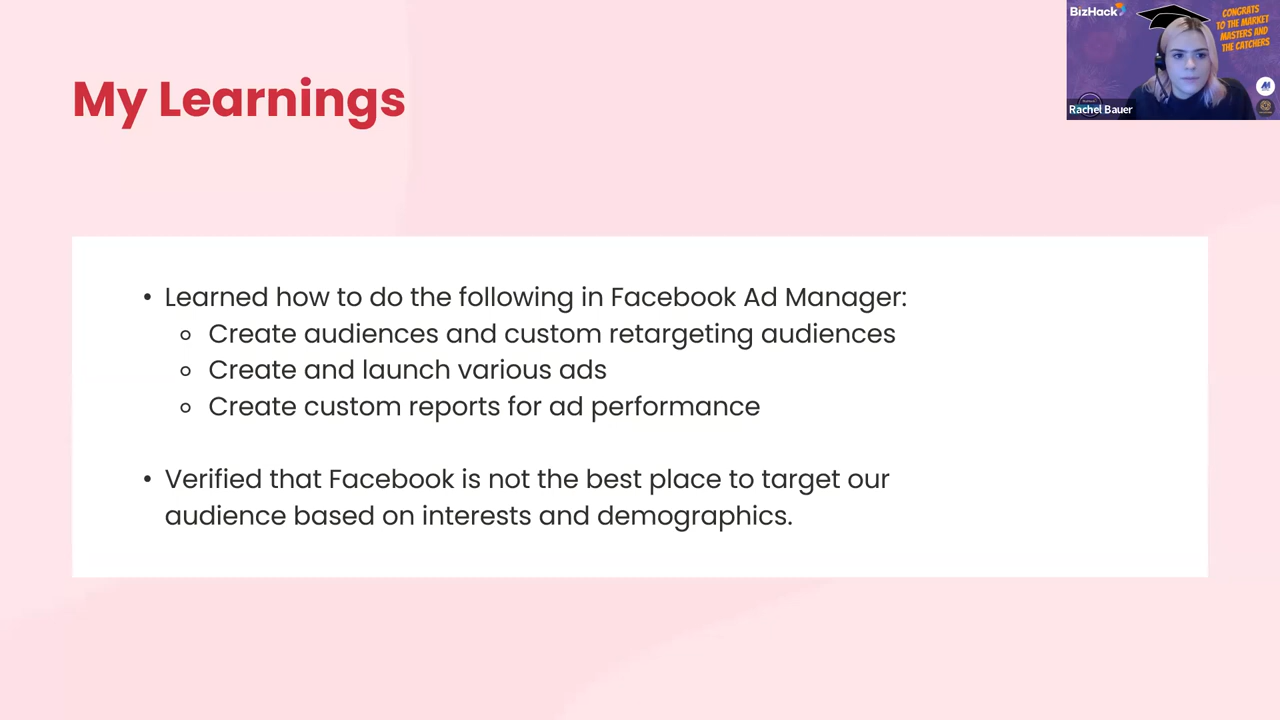 My Learnings
• Learned how to do the following in Facebook Ad Manager:
○ Create audiences and custom retargeting audiences
○ Create and launch various ads
○ Create custom reports for ad performance
• Verified that Facebook is not the best place to target our
audience based on interests and demographics.
BizHack
CONGRATS
TO THE MARKET
MASTERS AND
THE CATCHERS
Rachel Bauer